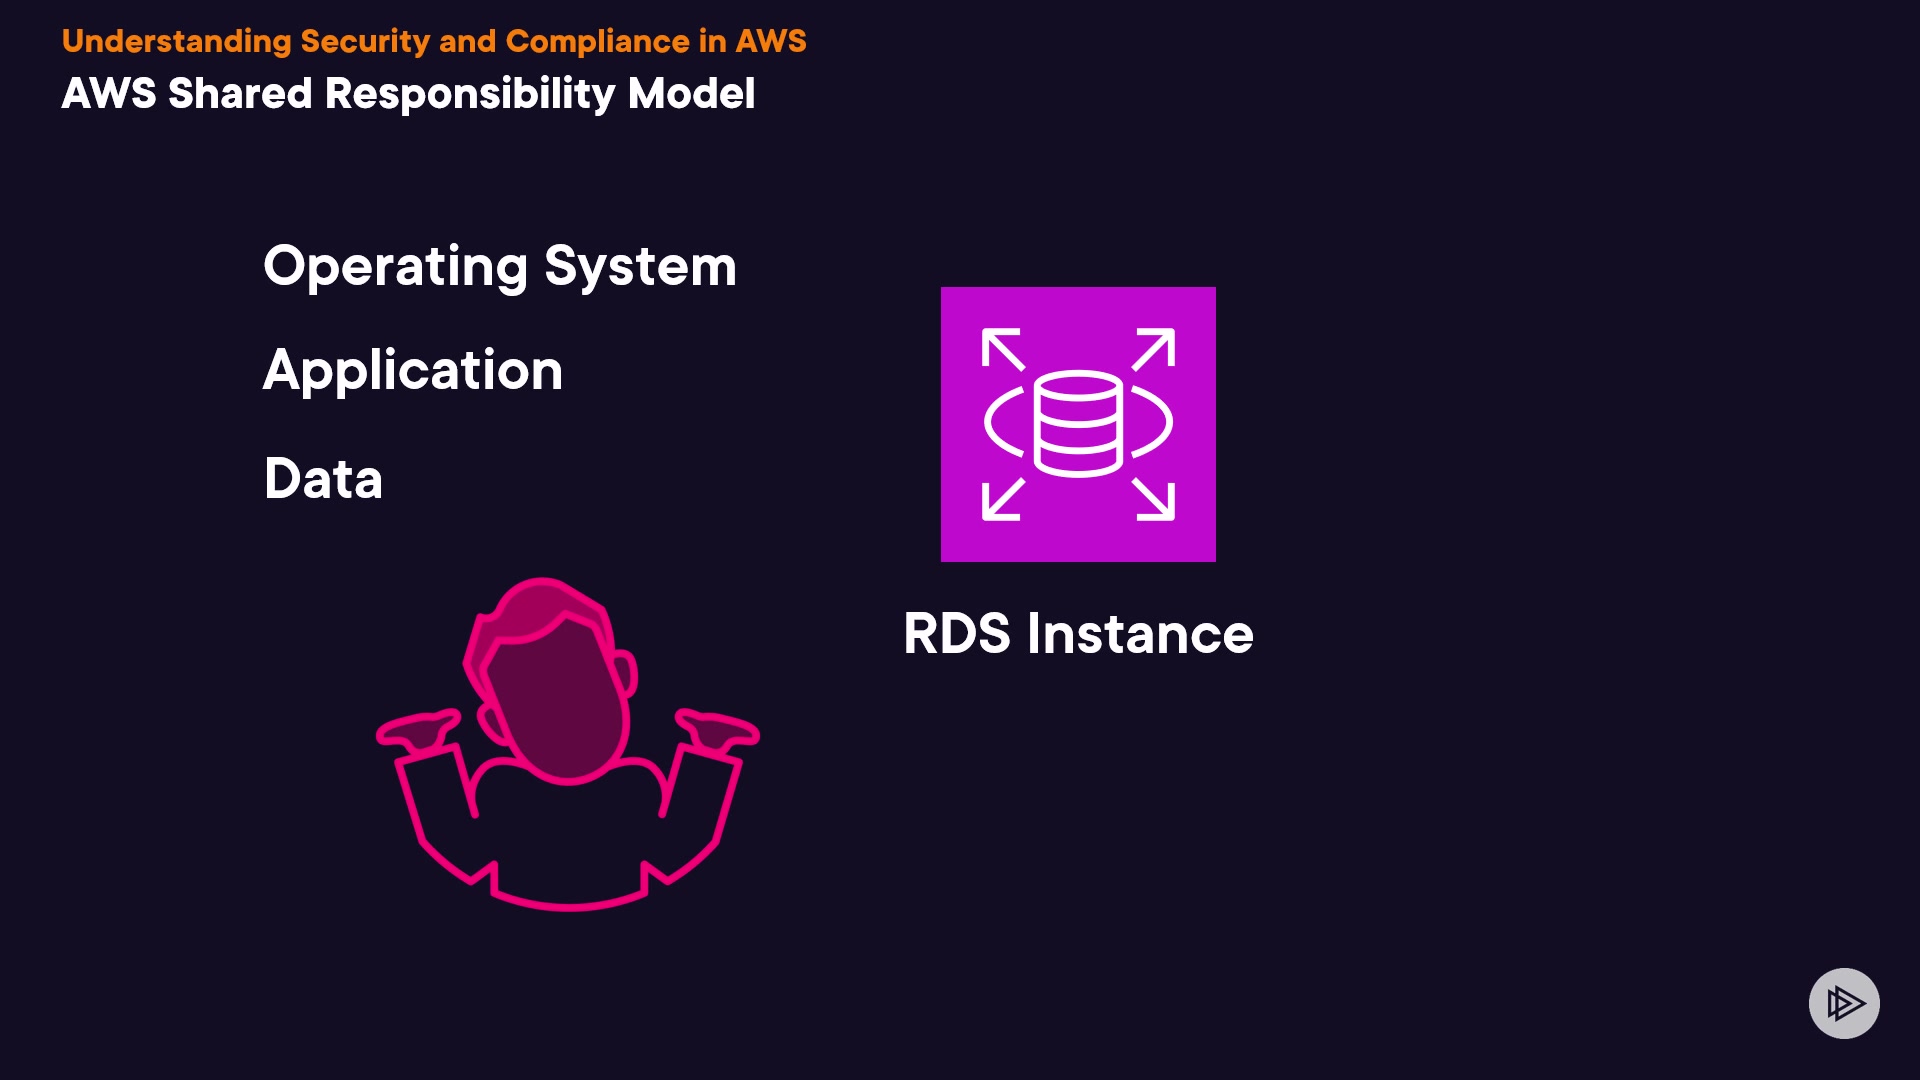 Understanding Security and Compliance in AWS
AWS Shared Responsibility Model
Operating System
Application
Data
RDS Instance